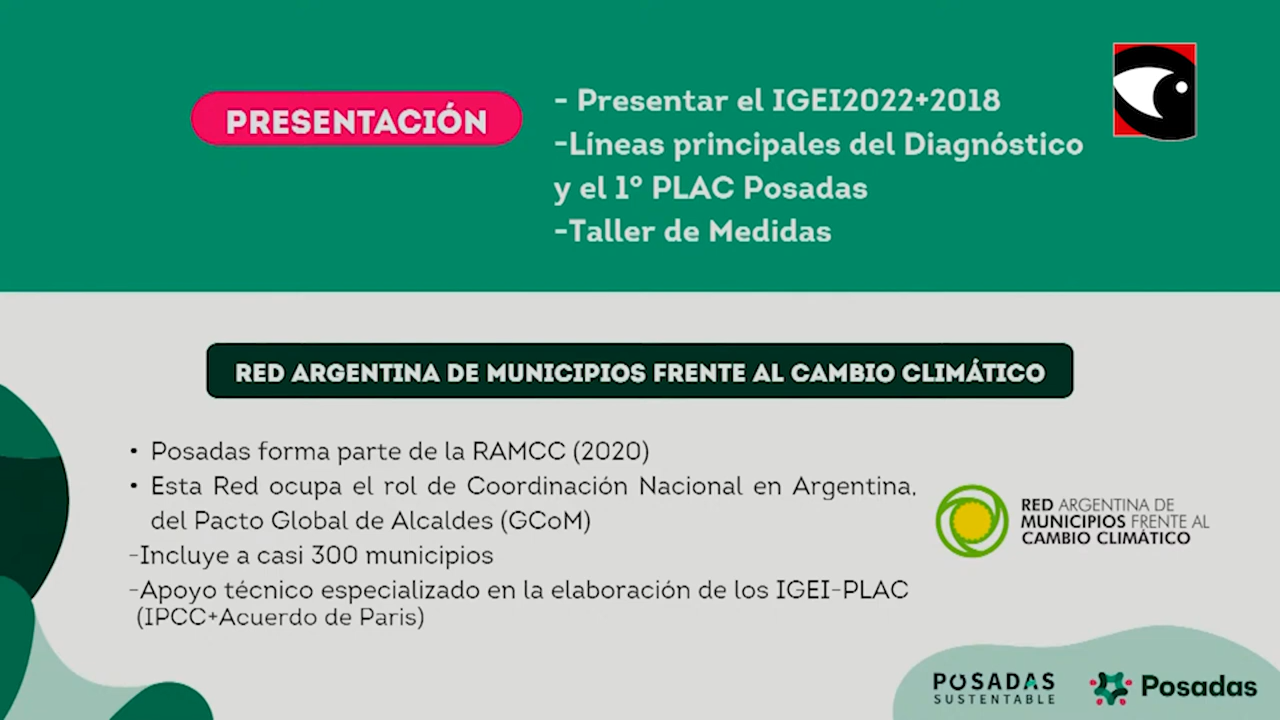 PRESENTACIÓN
- Presentar el IGEI2022+2018
-Líneas principales del Diagnóstico
y el 1º PLAC Posadas
-Taller de Medidas
RED ARGENTINA DE MUNICIPIOS FRENTE AL CAMBIO CLIMÁTICO
• Posadas forma parte de la RAMCC (2020)
• Esta Red ocupa el rol de Coordinación Nacional en Argentina,
del Pacto Global de Alcaldes (GCoM)
-Incluye a casi 300 municipios
-Apoyo técnico especializado en la elaboración de los IGEI-PLAC
(IPCC+Acuerdo de Paris)
RED ARGENTINA DE
MUNICIPIOS FRENTE AL
CAMBIO CLIMÁTICO
POSADAS
SUSTENTABLE
Posadas